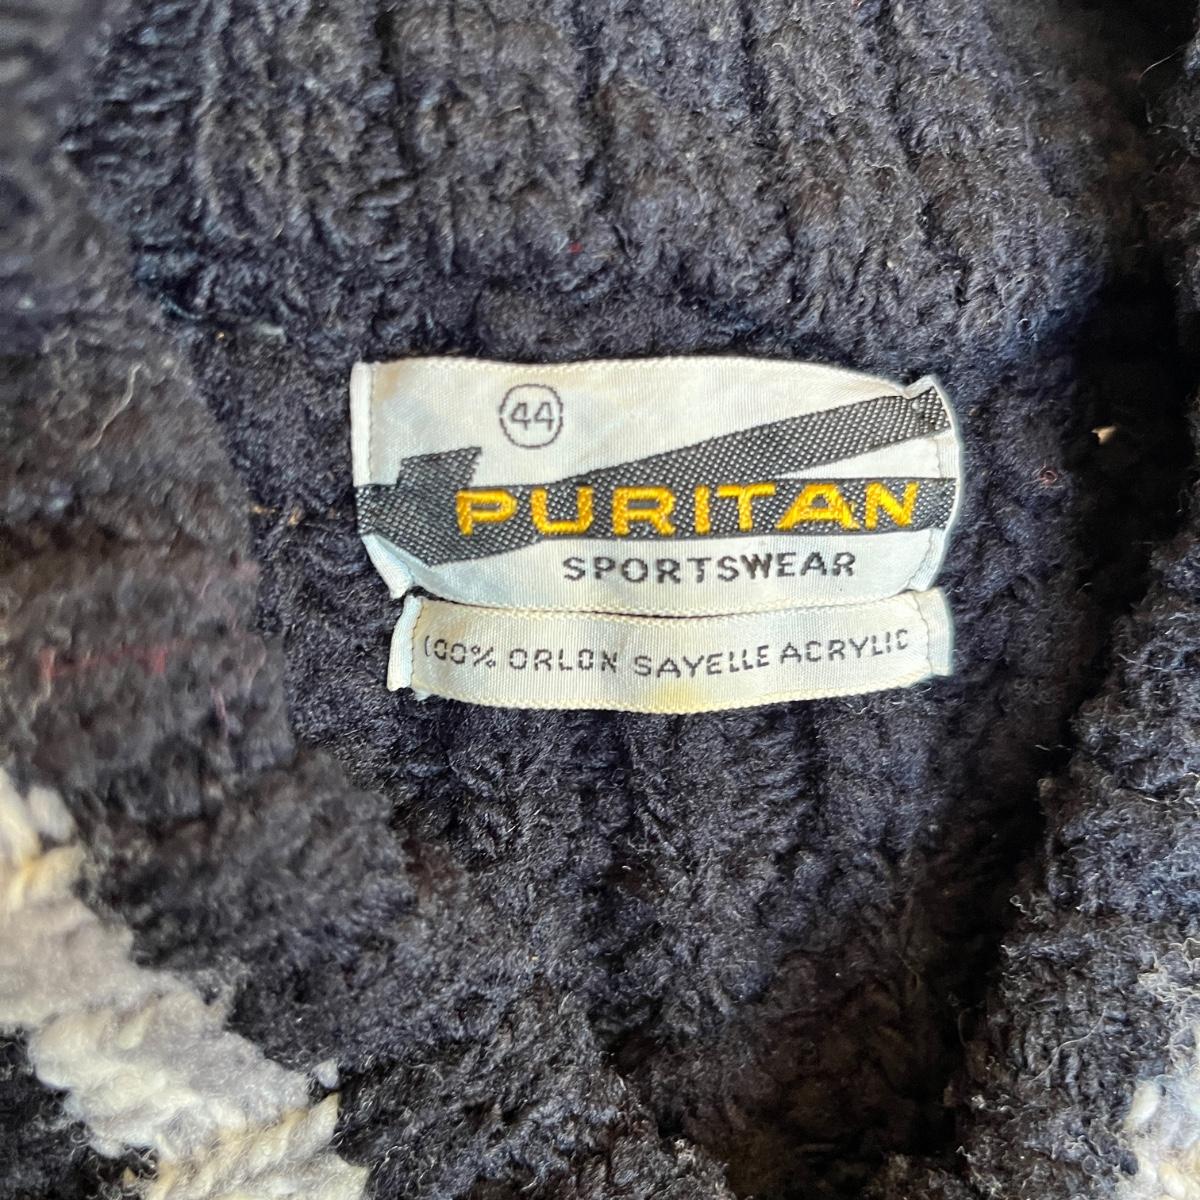 44
PURITAN
SPORTSWEAR
100% ORLON SAYELLE ACRYLIC